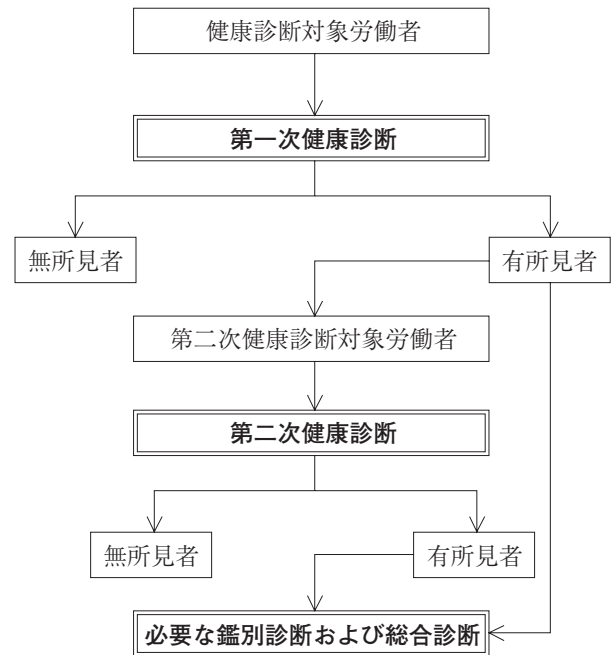 健康診断対象労働者
第一次健康診断
無所見者
有所見者
第二次健康診断対象労働者
第二次健康診断
無所見者
有所見者
必要な鑑別診断および総合診断